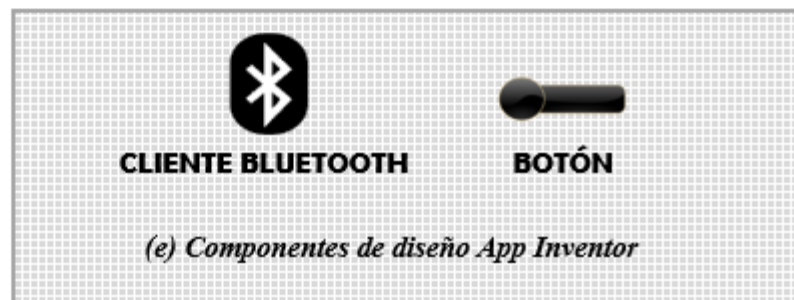 CLIENTE BLUETOOTH BOTÓN
(e) Componentes de diseño App Inventor